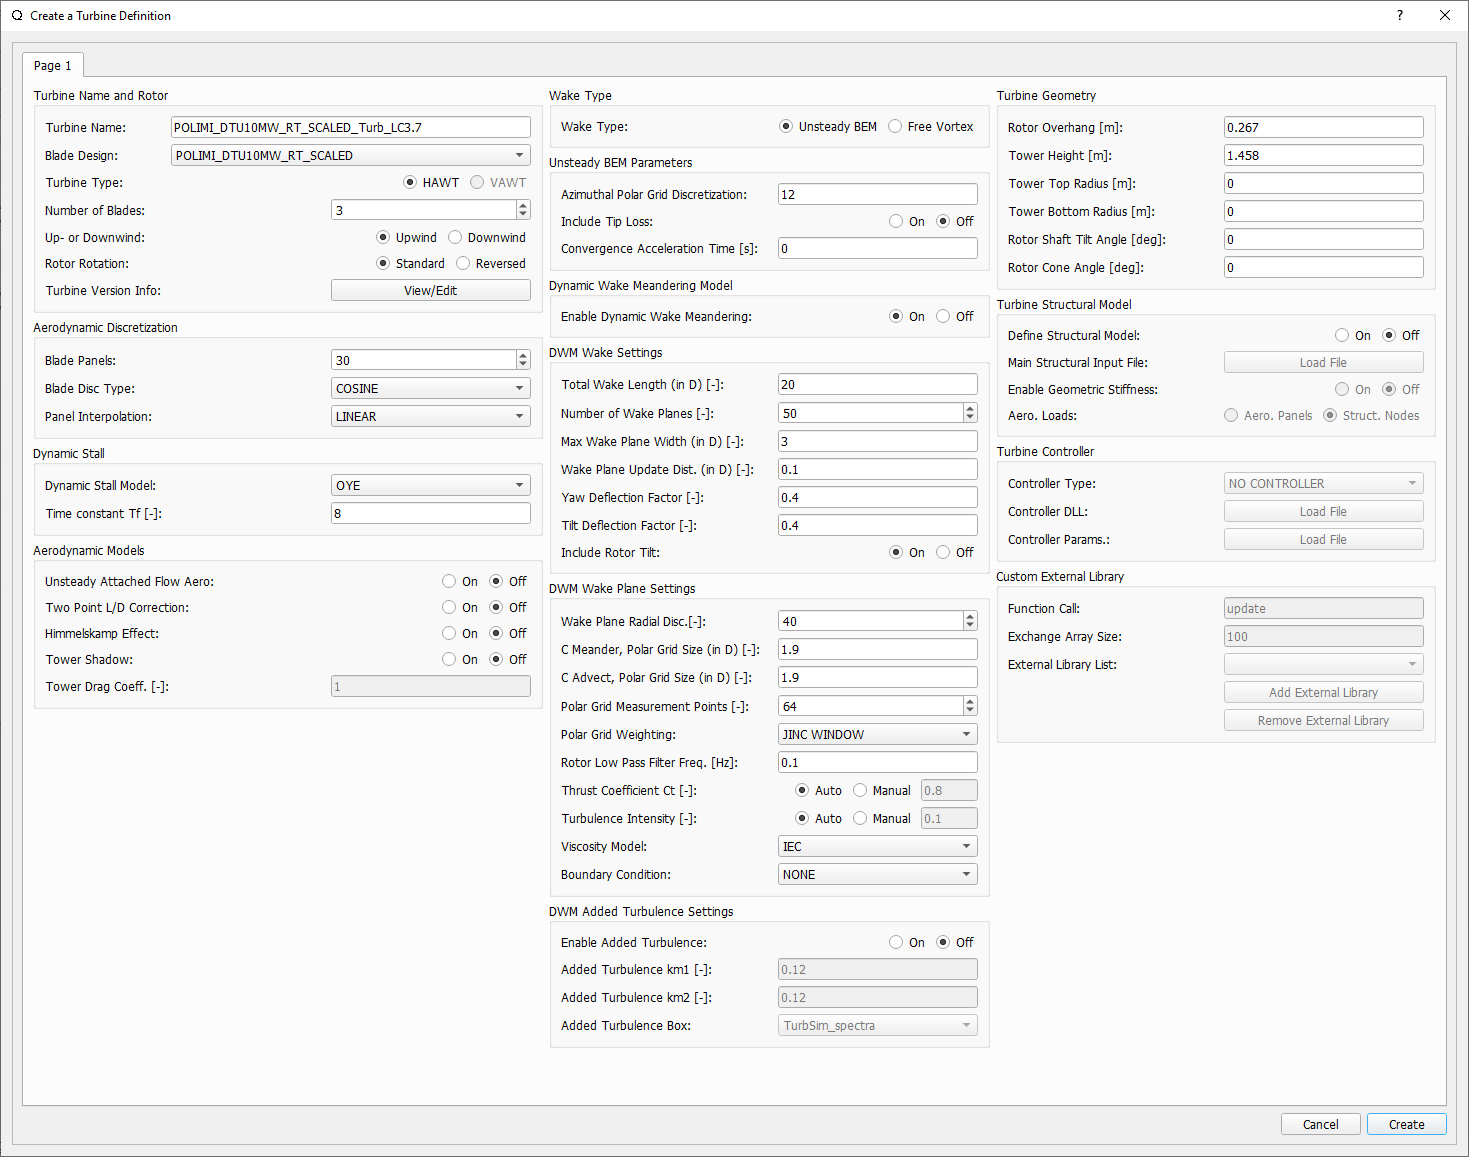 Create a Turbine Definition
Page 1
Turbine Name and Rotor
Turbine Name: POLIMI_DTU10MW_RT_SCALED_Turb_LC3.7
Blade Design: POLIMI_DTU10MW_RT_SCALED
Turbine Type: HAWT VAWT
Number of Blades: 3
Up- or Downwind: Upwind Downwind
Rotor Rotation: Standard Reversed
Turbine Version Info: View/Edit
Aerodynamic Discretization
Blade Panels: 30
Blade Disc Type: COSINE
Panel Interpolation: LINEAR
Dynamic Stall
Dynamic Stall Model: OYE
Time constant Tf [-]: 8
Aerodynamic Models
Unsteady Attached Flow Aero: On Off
Two Point L/D Correction: On Off
Himmelskamp Effect: On Off
Tower Shadow: On Off
Tower Drag Coeff. [-]: 1
Wake Type
Wake Type: Unsteady BEM Free Vortex
Unsteady BEM Parameters
Azimuthal Polar Grid Discretization: 12
Include Tip Loss: On Off
Convergence Acceleration Time [s]: 0
Dynamic Wake Meandering Model
Enable Dynamic Wake Meandering: On Off
DWM Wake Settings
Total Wake Length (in D) [-]: 20
Number of Wake Planes [-]: 50
Max Wake Plane Width (in D) [-]: 3
Wake Plane Update Dist. (in D) [-]: 0.1
Yaw Deflection Factor [-]: 0.4
Tilt Deflection Factor [-]: 0.4
Include Rotor Tilt: On Off
DWM Wake Plane Settings
Wake Plane Radial Disc.[-]: 40
C Meander, Polar Grid Size (in D) [-]: 1.9
C Advect, Polar Grid Size (in D) [-]: 1.9
Polar Grid Measurement Points [-]: 64
Polar Grid Weighting: JINC WINDOW
Rotor Low Pass Filter Freq. [Hz]: 0.1
Thrust Coefficient Ct [-]: Auto Manual 0.8
Turbulence Intensity [-]: Auto Manual 0.1
Viscosity Model: IEC
Boundary Condition: NONE
DWM Added Turbulence Settings
Enable Added Turbulence: On Off
Added Turbulence km1 [-]: 0.12
Added Turbulence km2 [-]: 0.12
Added Turbulence Box: TurbSim_spectra
Turbine Geometry
Rotor Overhang [m]: 0.267
Tower Height [m]: 1.458
Tower Top Radius [m]: 0
Tower Bottom Radius [m]: 0
Rotor Shaft Tilt Angle [deg]: 0
Rotor Cone Angle [deg]: 0
Turbine Structural Model
Define Structural Model: On Off
Main Structural Input File: Load File
Enable Geometric Stiffness: On Off
Aero. Loads: Aero. Panels Struct. Nodes
Turbine Controller
Controller Type: NO CONTROLLER
Controller DLL: Load File
Controller Params.: Load File
Custom External Library
Function Call: update
Exchange Array Size: 100
External Library List:
Add External Library
Remove External Library
Cancel Create